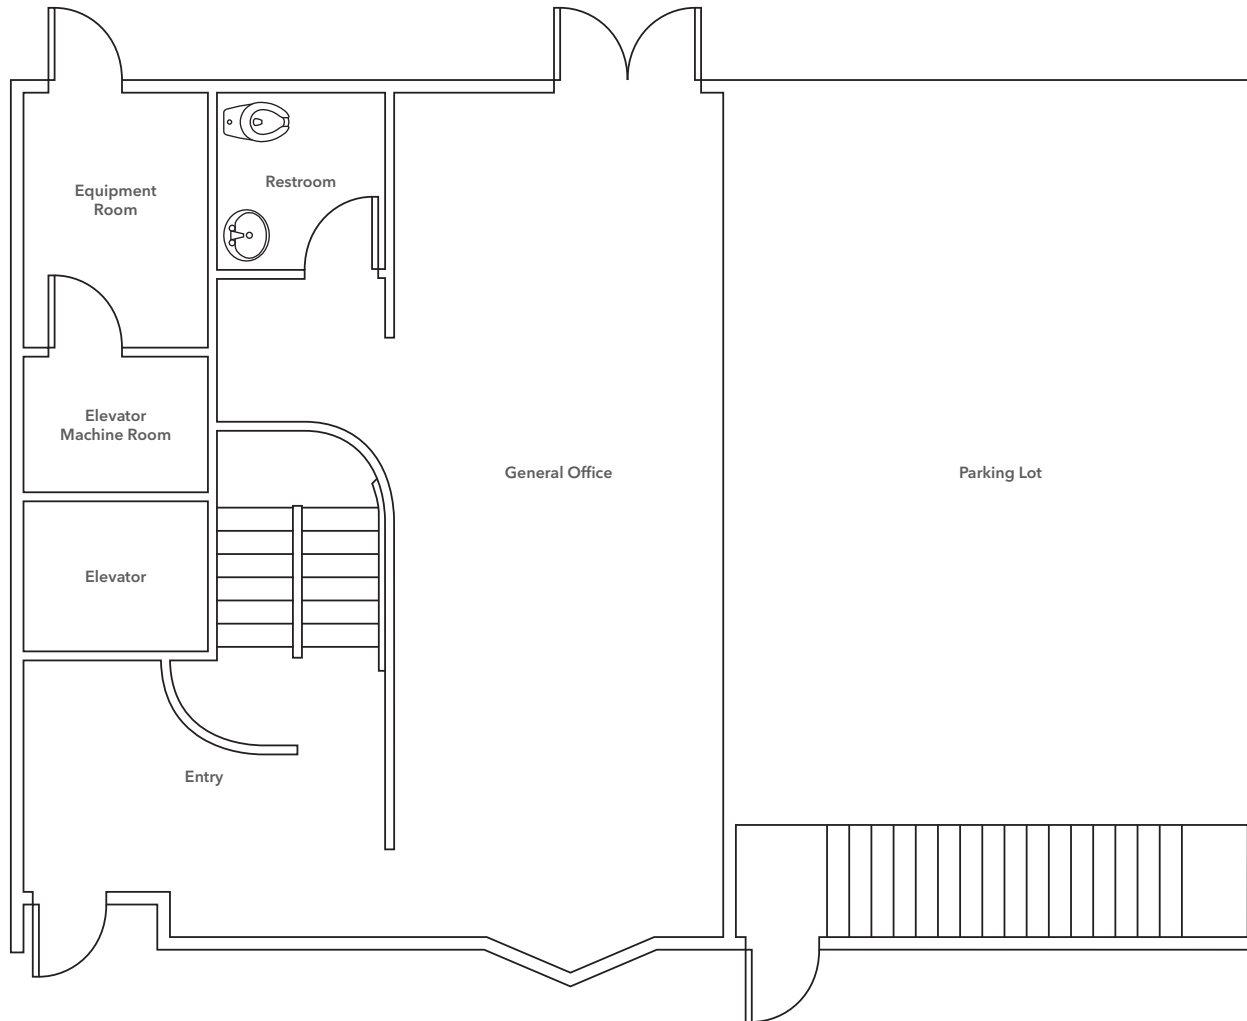 Restroom
Equipment
Room
Elevator
Machine Room
General Office
Parking Lot
Elevator
Entry